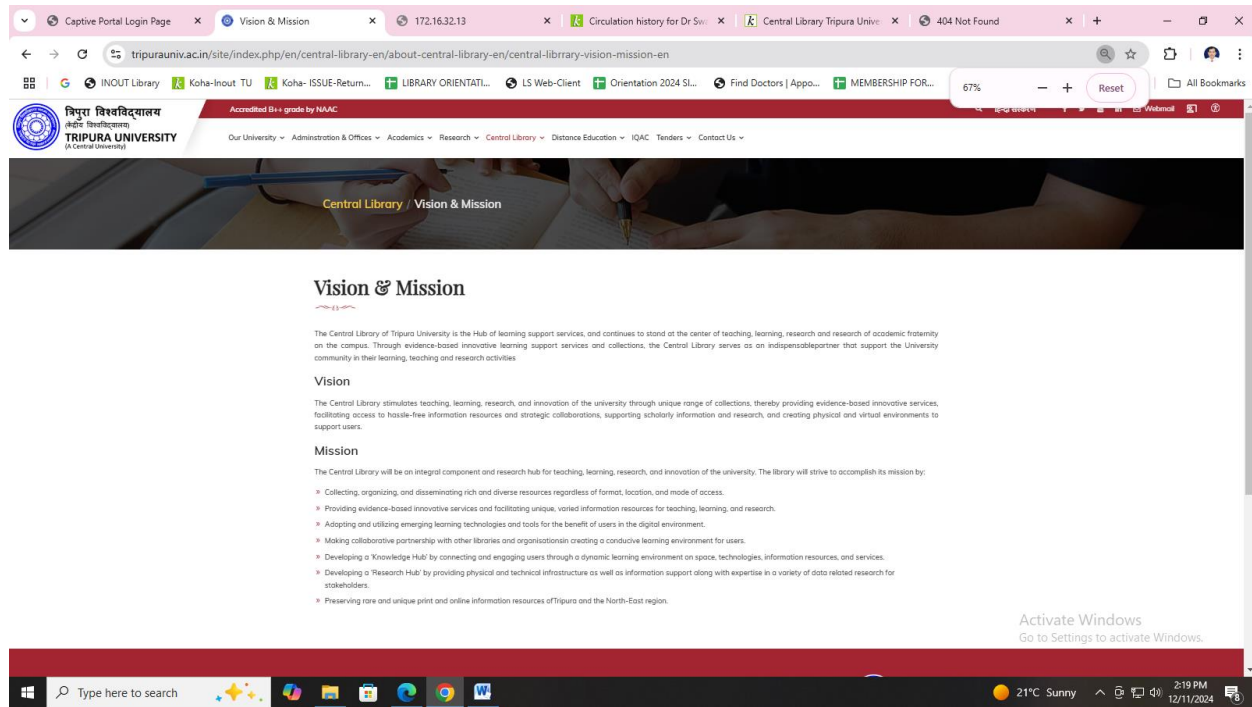 Captive Portal Login Page
Vision & Mission
172.16.32.13
Circulation history for Dr Sw
Central Library Tripura Unive
404 Not Found
tripurauniv.ac.in/site/index.php/en/central-library-en/about-central-library-en/central-librrary-vision-mission-en
INOUT Library
Koha-Inout TU
Koha- ISSUE-Return...
LIBRARY ORIENTATI...
LS Web-Client
Orientation 2024 Sl...
Find Doctors | Appo...
MEMBERSHIP FOR...
All Bookmarks
67% − + Reset
त्रिपुरा विश्वविद्यालय
(केंद्रीय विश्वविद्यालय)
TRIPURA UNIVERSITY
(A Central University)
Accredited B++ grade by NAAC
Webmail
Our University Adminstration & Offices Academics Research Central Library Distance Education IQAC Tenders Contact Us
Central Library / Vision & Mission
Vision & Mission
The Central Library of Tripura University is the Hub of learning support services, and continues to stand at the center of teaching, learning, research and research of academic fraternity
on the campus. Through evidence-based innovative learning support services and collections, the Central Library serves as an indispensablepartner that support the University
community in their learning, teaching and research activities
Vision
The Central Library stimulates teaching, learning, research, and innovation of the university through unique range of collections, thereby providing evidence-based innovative services,
facilitating access to hassle-free information resources and strategic collaborations, supporting scholarly information and research, and creating physical and virtual environments to
support users.
Mission
The Central Library will be an integral component and research hub for teaching, learning, research, and innovation of the university. The library will strive to accomplish its mission by:
» Collecting, organizing, and disseminating rich and diverse resources regardless of format, location, and mode of access.
» Providing evidence-based innovative services and facilitating unique, varied information resources for teaching, learning, and research.
» Adopting and utilizing emerging learning technologies and tools for the benefit of users in the digital environment.
» Making collaborative partnership with other libraries and organisationsin creating a conducive learning environment for users.
» Developing a 'Knowledge Hub' by connecting and engaging users through a dynamic learning environment on space, technologies, information resources, and services.
» Developing a 'Research Hub' by providing physical and technical infrastructure as well as information support along with expertise in a variety of data related research for
stakeholders.
» Preserving rare and unique print and online information resources ofTripura and the North-East region.
Activate Windows
Go to Settings to activate Windows.
Type here to search
21°C Sunny
2:19 PM
12/11/2024
8